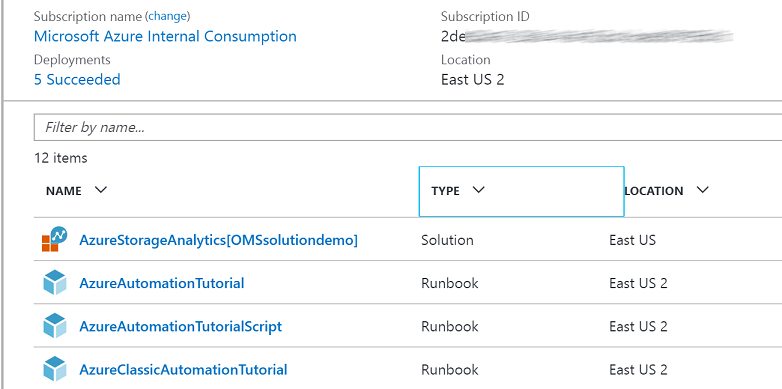 Subscription name (change)
Subscription ID
Microsoft Azure Internal Consumption
2de
Deployments
Location
5 Succeeded
East US 2
Filter by name...
12 items
NAME TYPE LOCATION
AzureStorageAnalytics[OMSsolutiondemo] Solution East US
AzureAutomationTutorial Runbook East US 2
AzureAutomationTutorialScript Runbook East US 2
AzureClassicAutomationTutorial Runbook East US 2